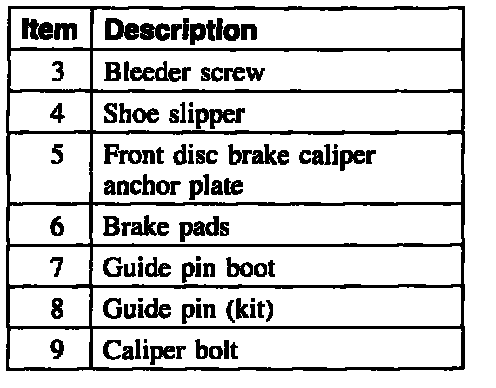 Item Description
3 Bleeder screw
4 Shoe slipper
5 Front disc brake caliper
anchor plate
6 Brake pads
7 Guide pin boot
8 Guide pin (kit)
9 Caliper bolt